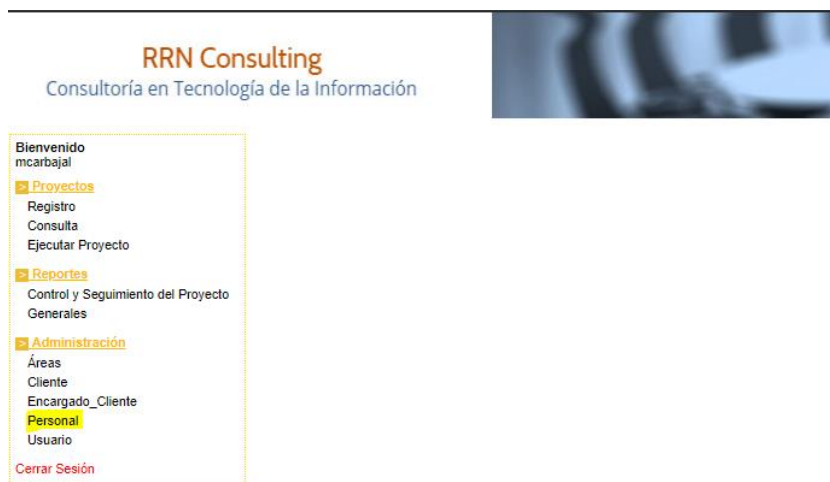 RRN Consulting
Consultoría en Tecnología de la Información
Bienvenido
mcarbajal
> Proyectos
Registro
Consulta
Ejecutar Proyecto
> Reportes
Control y Seguimiento del Proyecto
Generales
> Administración
Áreas
Cliente
Encargado_Cliente
Personal
Usuario
Cerrar Sesión